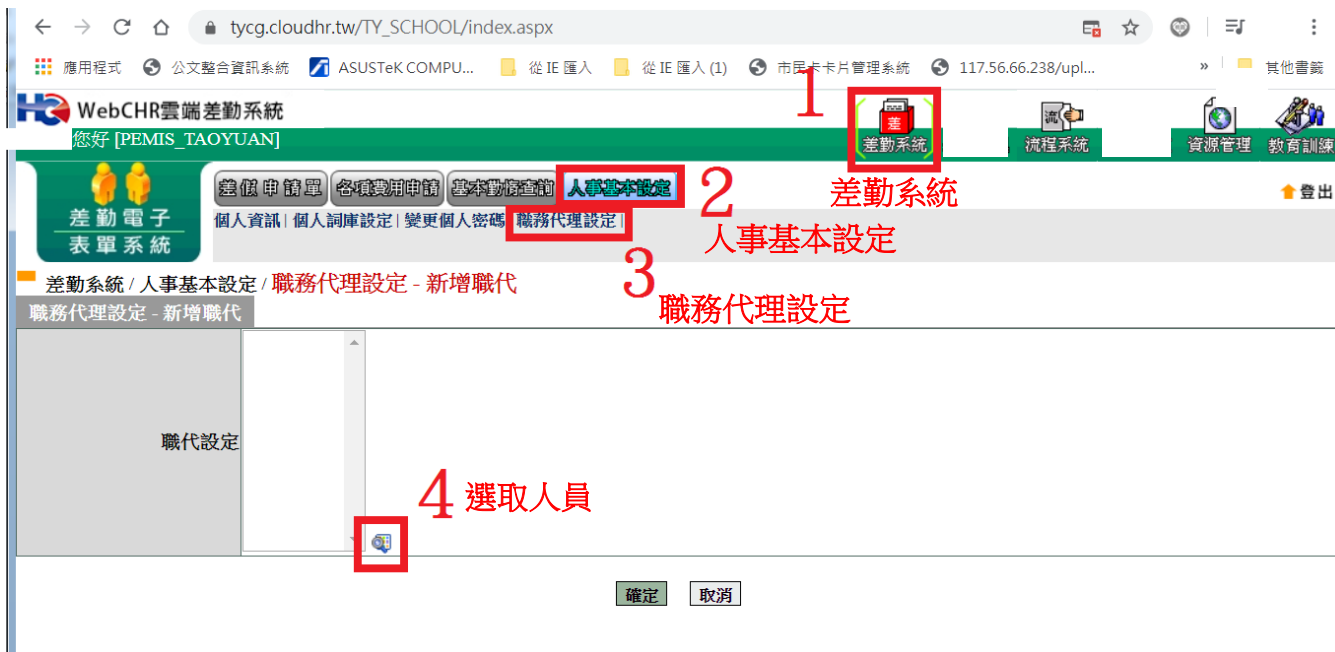 tycg.cloudhr.tw/TY_SCHOOL/index.aspx
應用程式 公文整合資訊系統 ASUSTeK COMPU... 從 IE 匯入 從 IE 匯入 (1) 市民卡卡片管理系統 117.56.66.238/upl... » 其他書籤
1
WebCHR雲端差勤系統
您好 [PEMIS_TAOYUAN]
差
差勤系統 流程系統 資源管理 教育訓練
差假申請單 各項費用申請 基本勤惰查詢 人事基本設定 2 差勤系統 登出
差勤電子
表單系統
個人資訊 | 個人詞庫設定 | 變更個人密碼 | 職務代理設定 |
人事基本設定
3
差勤系統 / 人事基本設定 / 職務代理設定 - 新增職代
職務代理設定
職務代理設定 - 新增職代
職代設定
4 選取人員
確定 取消